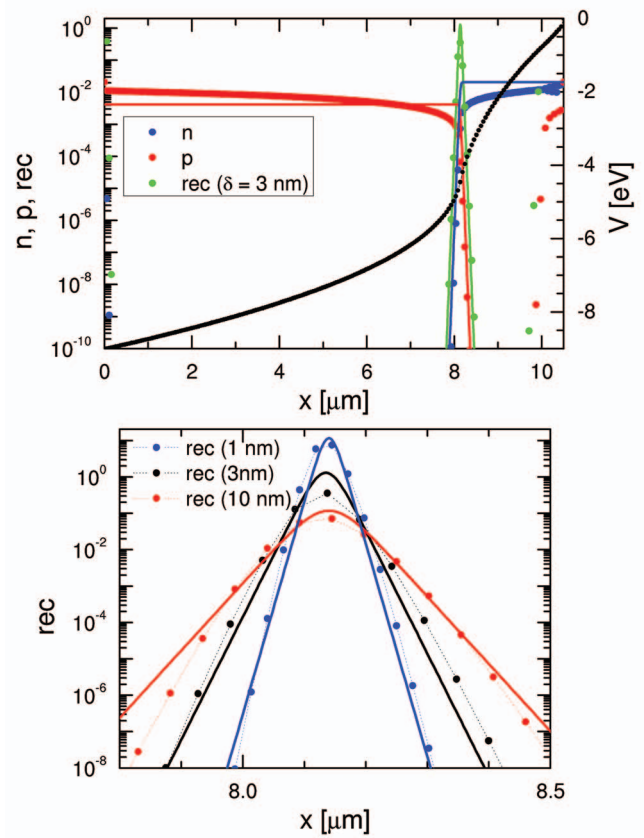 10^0
10^-2
10^-4
10^-6
10^-8
10^-10
n, p, rec
n
p
rec (δ = 3 nm)
0
-2
-4
-6
-8
V [eV]
0
2
4
6
8
10
x [μm]
rec (1 nm)
rec (3nm)
rec (10 nm)
10^0
10^-2
10^-4
10^-6
10^-8
rec
8.0
8.5
x [μm]